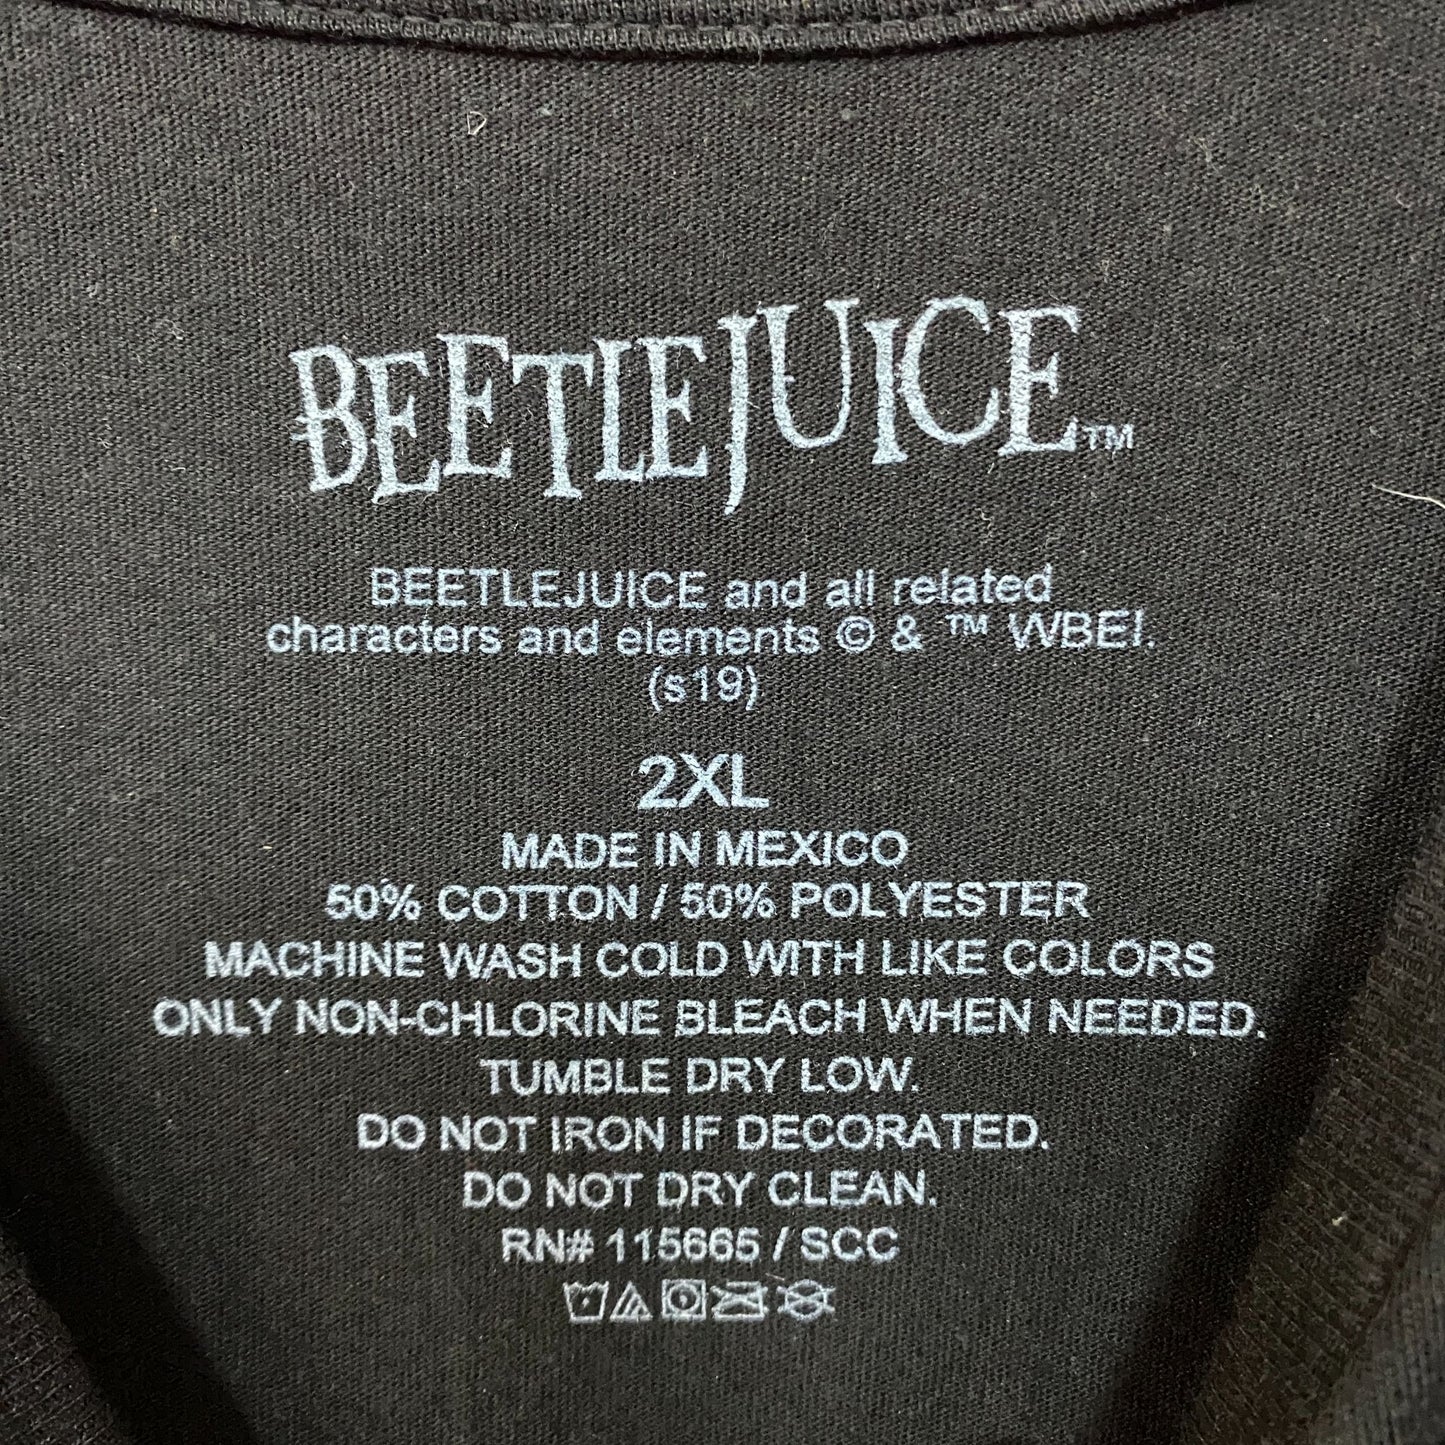 BEETLEJUICE™
BEETLEJUICE and all related
characters and elements © & ™ WBEI.
(s19)
2XL
MADE IN MEXICO
50% COTTON / 50% POLYESTER
MACHINE WASH COLD WITH LIKE COLORS
ONLY NON-CHLORINE BLEACH WHEN NEEDED.
TUMBLE DRY LOW.
DO NOT IRON IF DECORATED.
DO NOT DRY CLEAN.
RN# 115665 / SCC